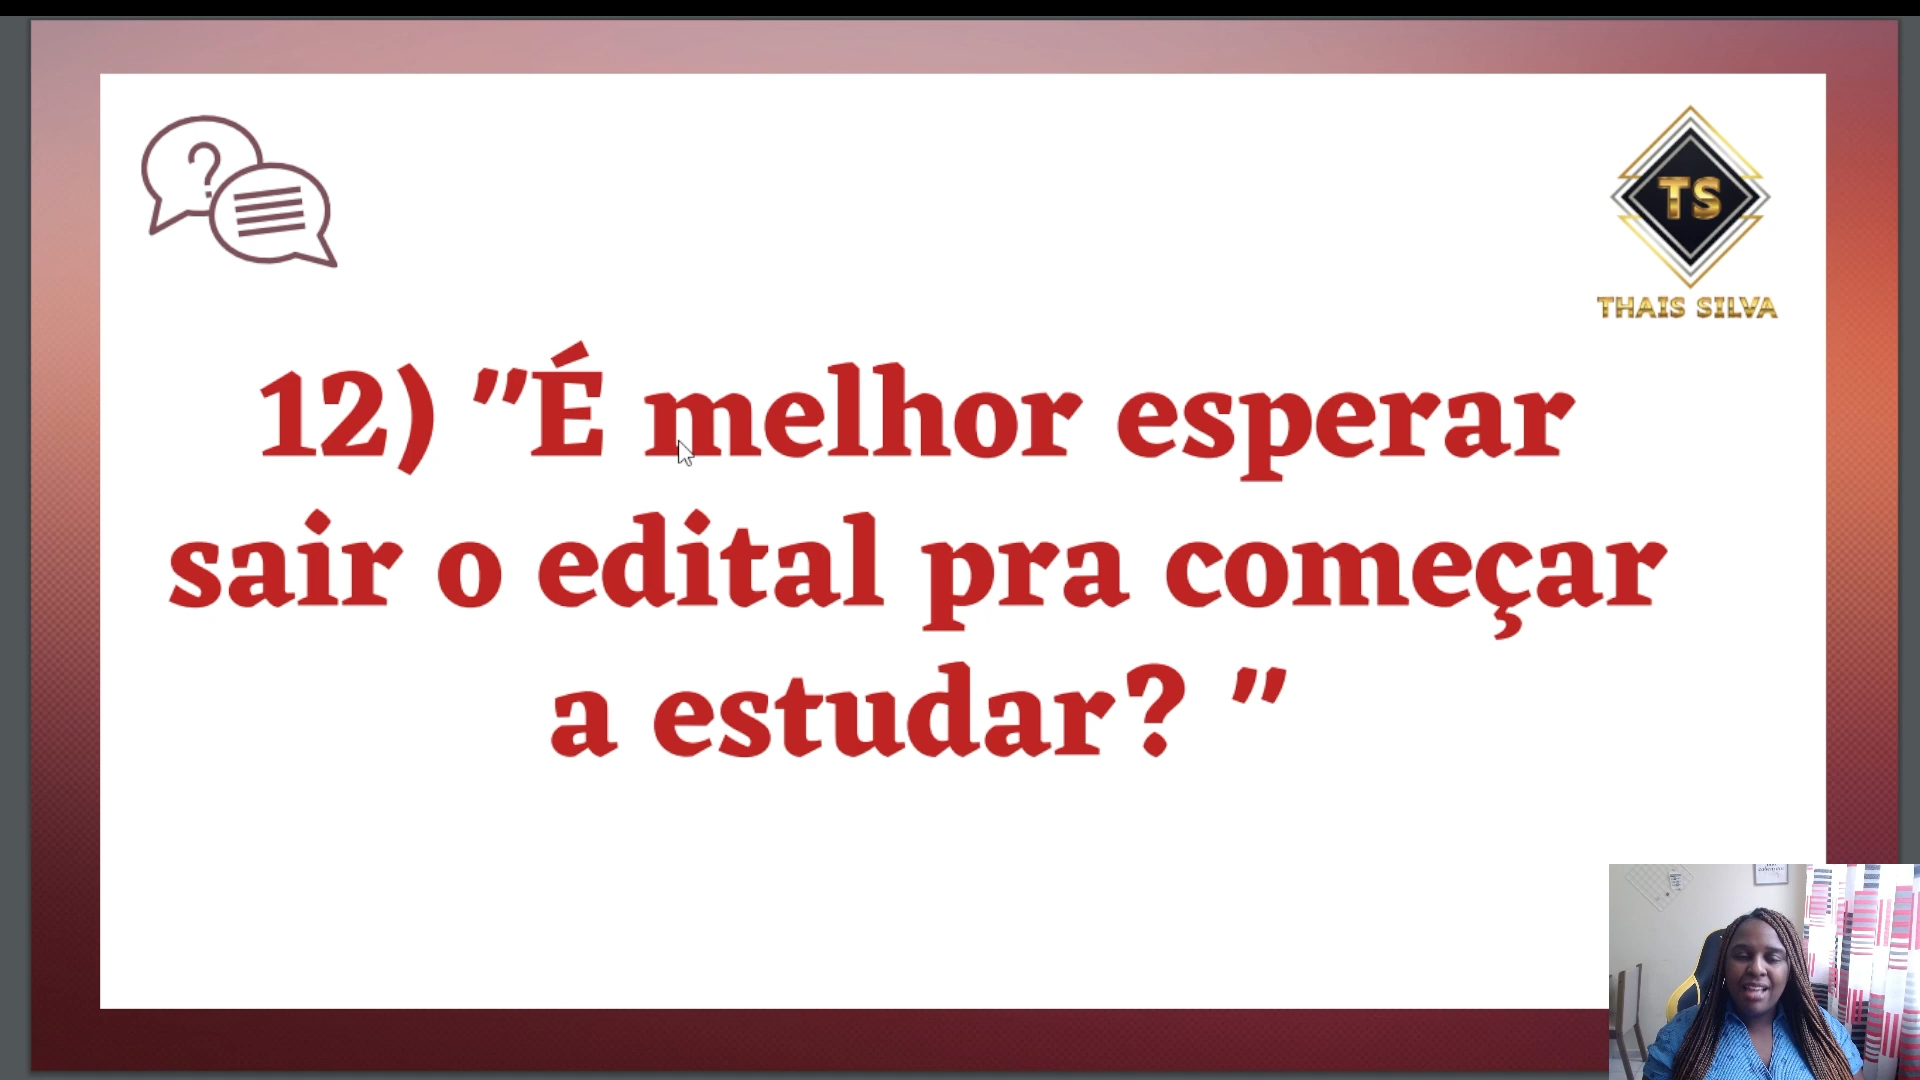 ?
TS
THAIS SILVA
12) "É melhor esperar
sair o edital pra começar
a estudar? "